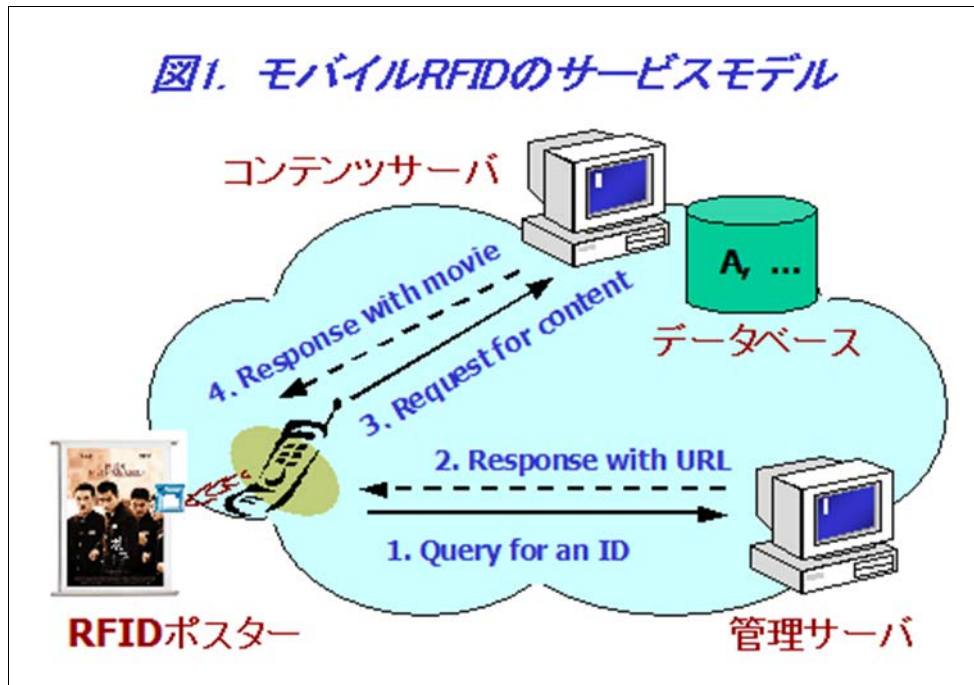 図1. モバイルRFIDのサービスモデル
コンテンツサーバ
A, ...
データベース
4. Response with movie
3. Request for content
2. Response with URL
1. Query for an ID
RFIDポスター
管理サーバ